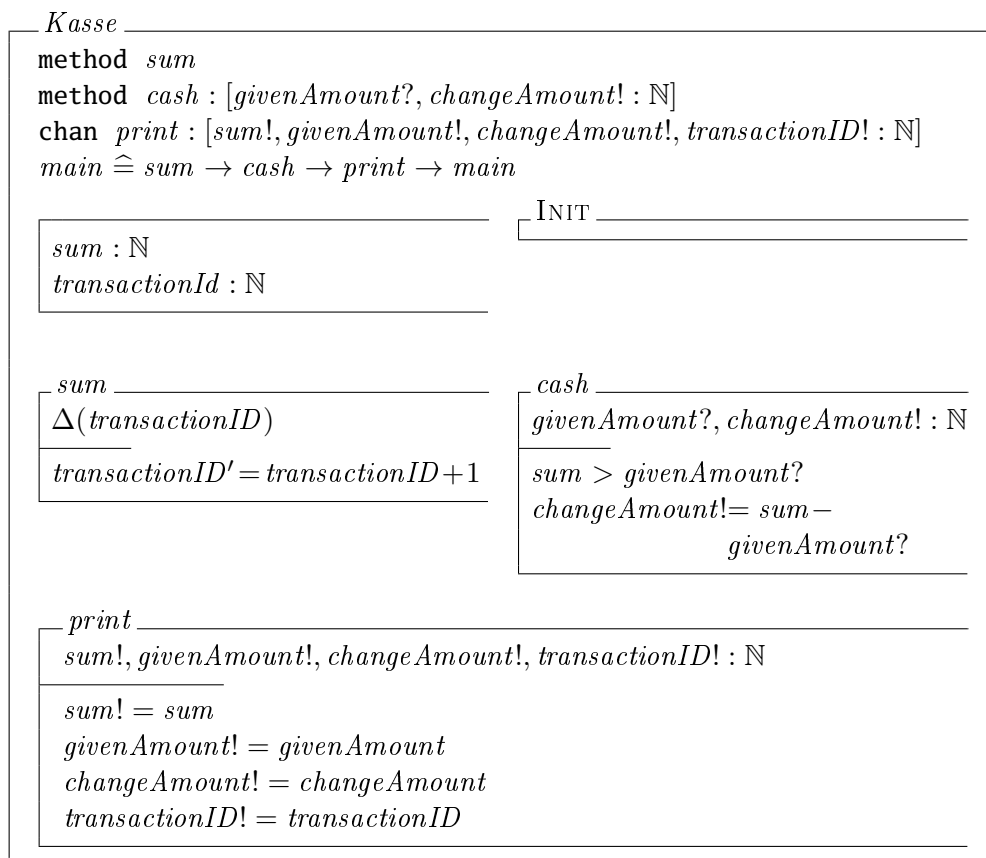 Kasse
method sum
method cash : [givenAmount?, changeAmount! : ℕ]
chan print : [sum!, givenAmount!, changeAmount!, transactionID! : ℕ]
main ≙ sum → cash → print → main
sum : ℕ
transactionId : ℕ
INIT
sum
Δ(transactionID)
transactionID′ = transactionID+1
cash
givenAmount?, changeAmount! : ℕ
sum > givenAmount?
changeAmount!= sum−
givenAmount?
print
sum!, givenAmount!, changeAmount!, transactionID! : ℕ
sum! = sum
givenAmount! = givenAmount
changeAmount! = changeAmount
transactionID! = transactionID